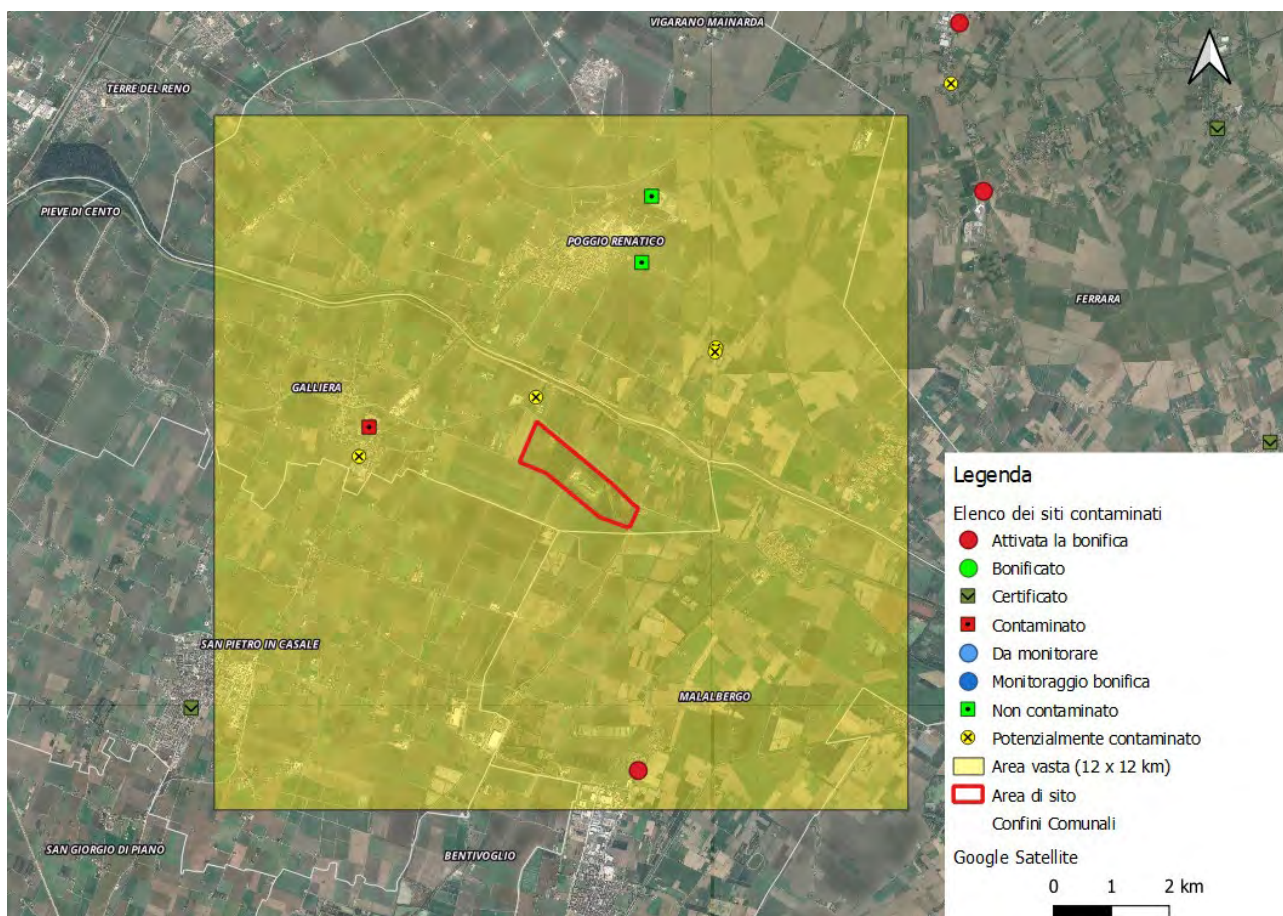 VIGARANO MAINARDA
TERRE DEL RENO
PIEVE DI CENTO
POGGIO RENATICO
FERRARA
GALLIERA
SAN PIETRO IN CASALE
MALALBERGO
SAN GIORGIO DI PIANO
BENTIVOGLIO
Legenda
Elenco dei siti contaminati
Attivata la bonifica
Bonificato
Certificato
Contaminato
Da monitorare
Monitoraggio bonifica
Non contaminato
Potenzialmente contaminato
Area vasta (12 x 12 km)
Area di sito
Confini Comunali
Google Satellite
0 1 2 km